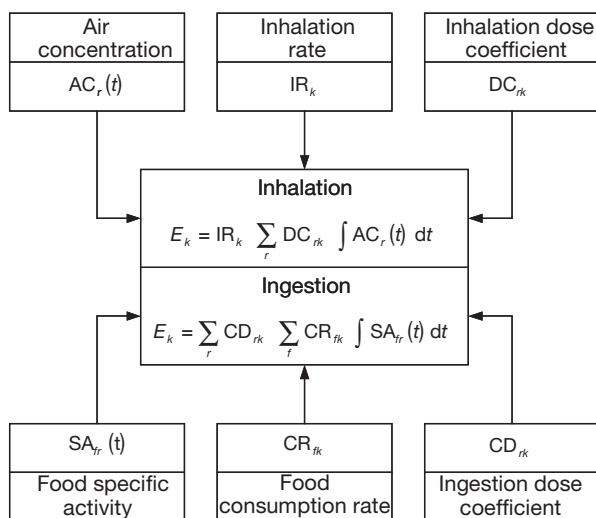 Air
concentration
AC_r(t)
Inhalation
rate
IR_k
Inhalation dose
coefficient
DC_rk
Inhalation
E_k = IR_k ∑_r DC_rk ∫ AC_r(t) dt
Ingestion
E_k = ∑_r CD_rk ∑_f CR_fk ∫ SA_fr(t) dt
SA_fr(t)
Food specific
activity
CR_fk
Food
consumption rate
CD_rk
Ingestion dose
coefficient